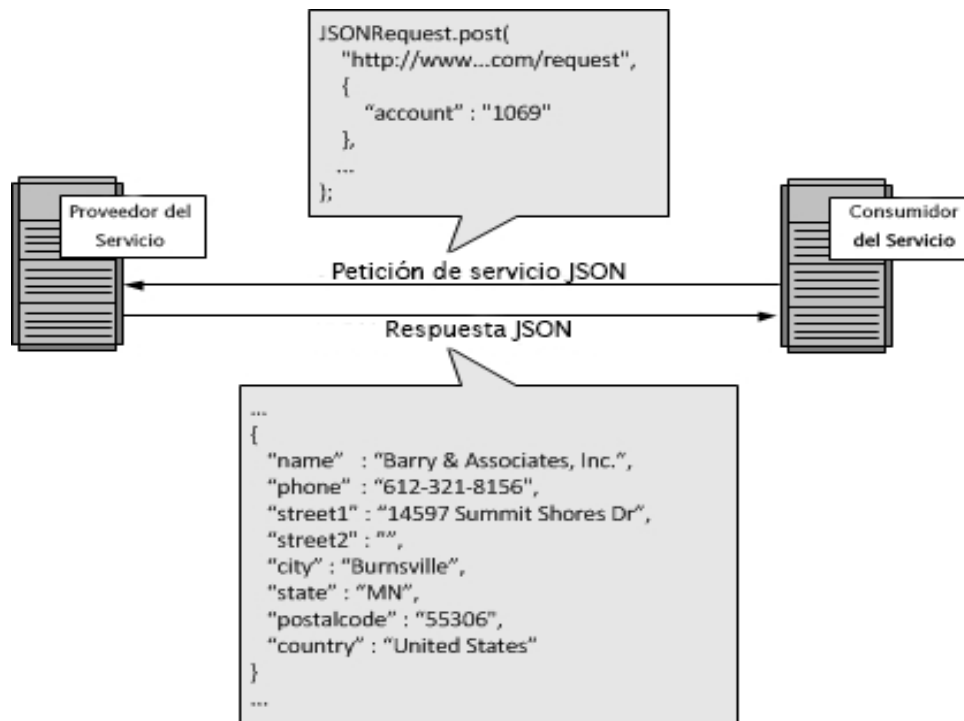 JSONRequest.post(
"http://www...com/request",
{
“account” : "1069"
},
...
};
Proveedor del
Servicio
Consumidor
del Servicio
Petición de servicio JSON
Respuesta JSON
...
{
“name” : “Barry & Associates, Inc.”,
“phone” : “612-321-8156",
“street1” : “14597 Summit Shores Dr”,
“street2” : “”,
“city” : “Burnsville”,
“state” : “MN”,
“postalcode” : “55306",
“country” : “United States”
}
...